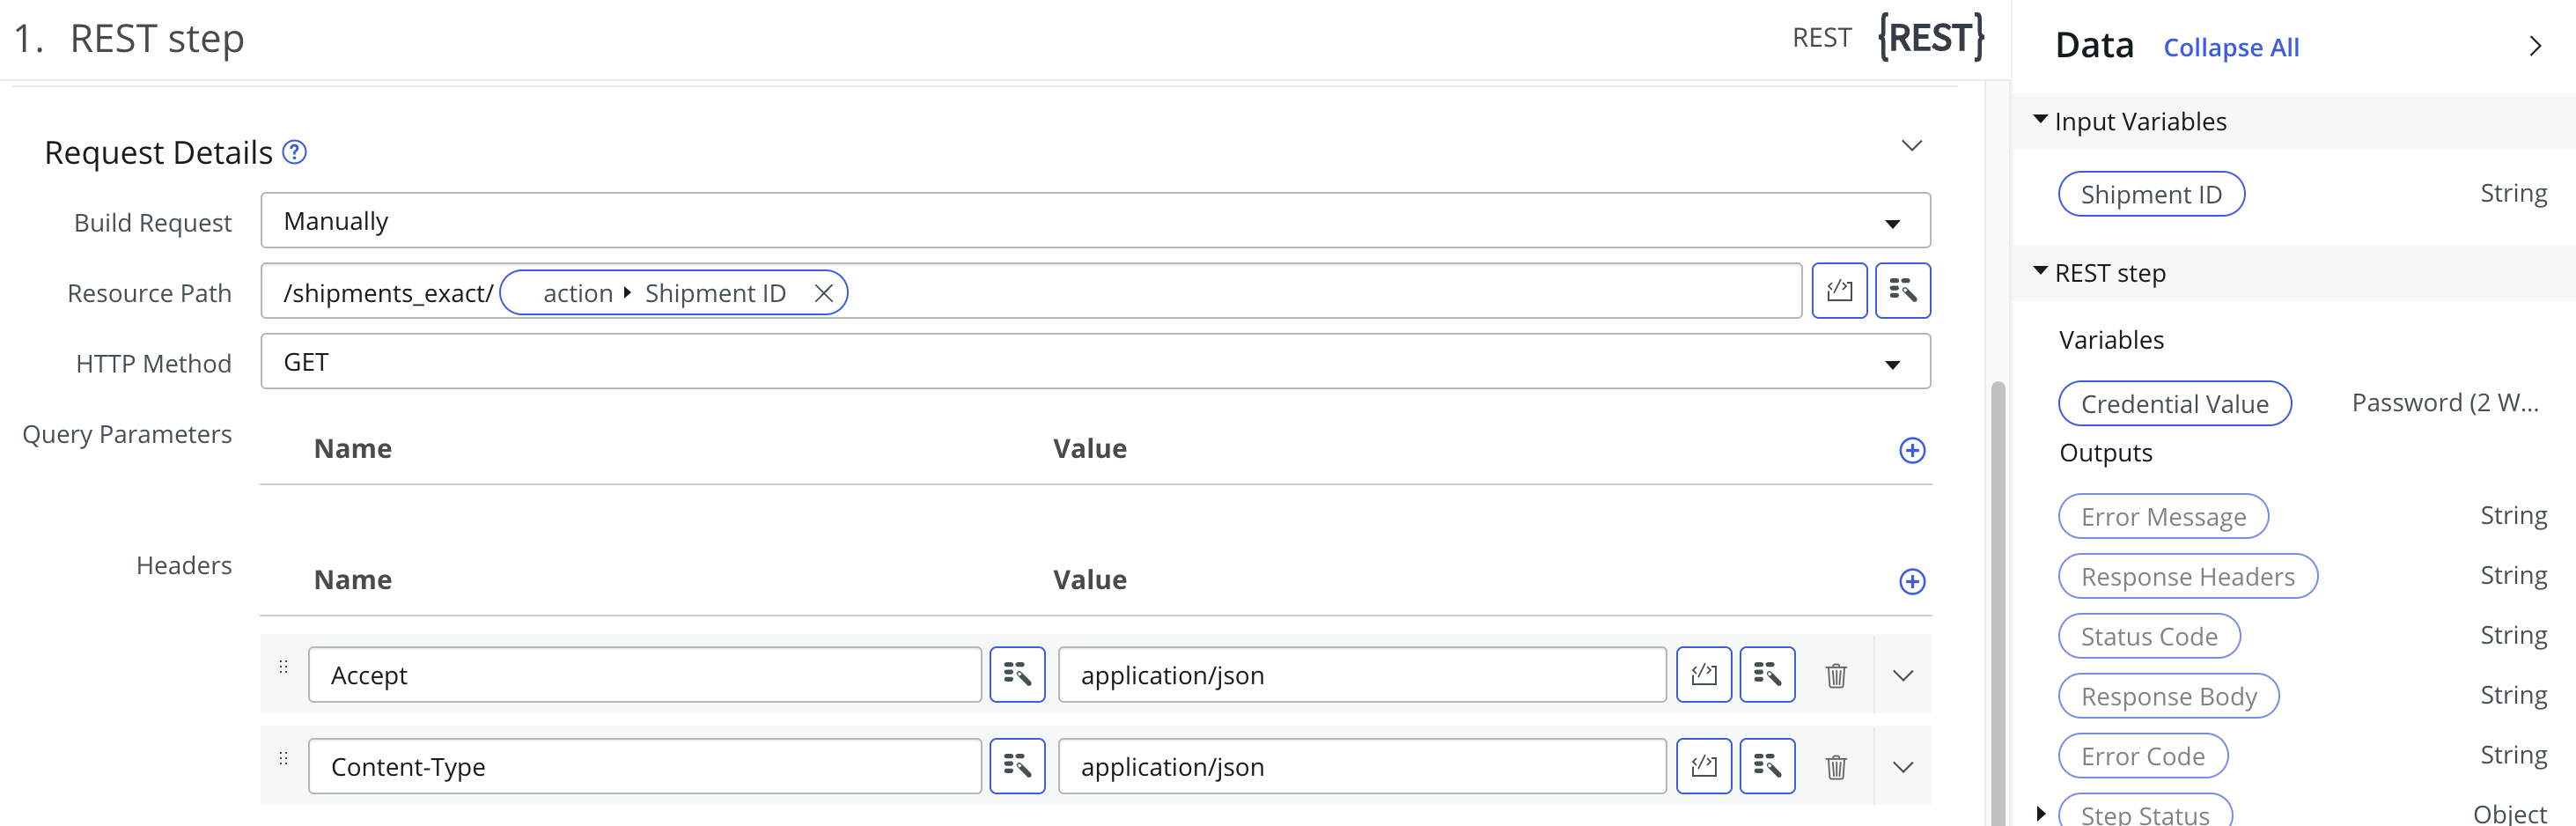 1. REST step
REST {REST}
Request Details ?
Build Request Manually
Resource Path /shipments_exact/ action Shipment ID
HTTP Method GET
Query Parameters Name Value
Headers Name Value
Accept application/json
Content-Type application/json
Data Collapse All
Input Variables
Shipment ID String
REST step
Variables
Credential Value Password (2 W...
Outputs
Error Message String
Response Headers String
Status Code String
Response Body String
Error Code String
Step Status Object